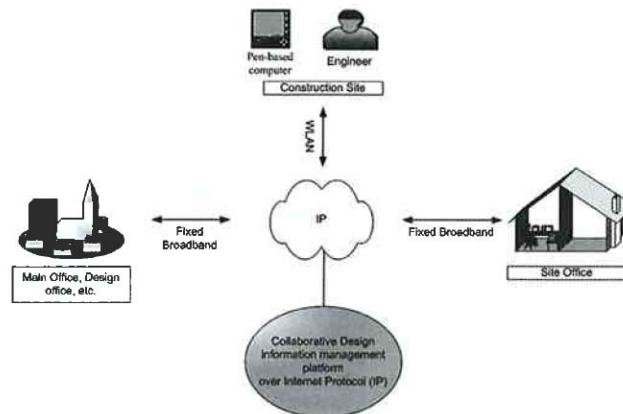 Pen-based
computer
Engineer
Construction Site
WLAN
IP
Fixed
Broadband
Fixed Broadband
Main Office, Design
office, etc.
Site Office
Collaborative Design
Information management
platform
over Internet Protocol (IP)